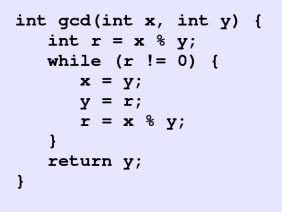 int gcd(int x, int y) {
   int r = x % y;
   while (r != 0) {
      x = y;
      y = r;
      r = x % y;
   }
   return y;
}